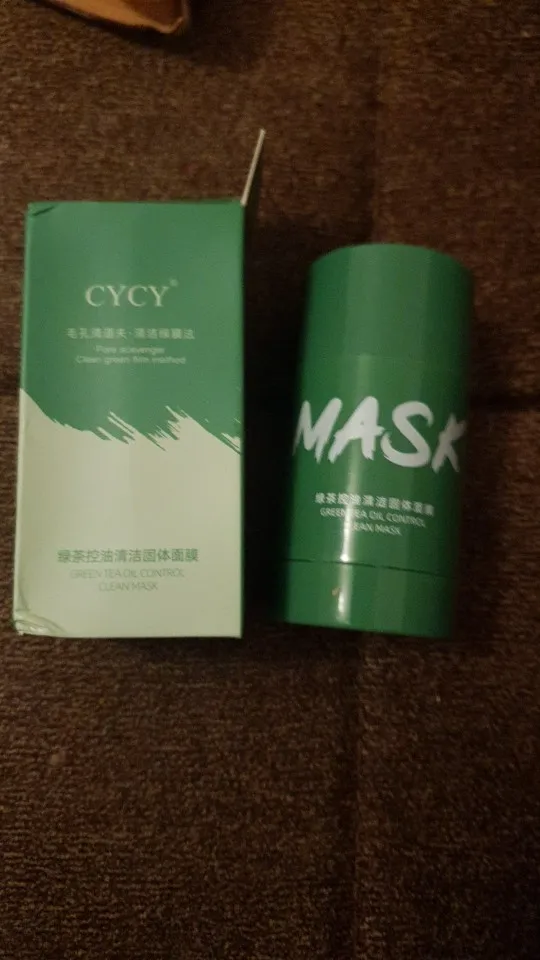 CYCY®
毛孔清道夫·清洁绿膜法
Pore scavenger
Clean green film method
绿茶控油清洁固体面膜
GREEN TEA OIL CONTROL
CLEAN MASK
MASK
绿茶控油清洁固体面膜
GREEN TEA OIL CONTROL
CLEAN MASK